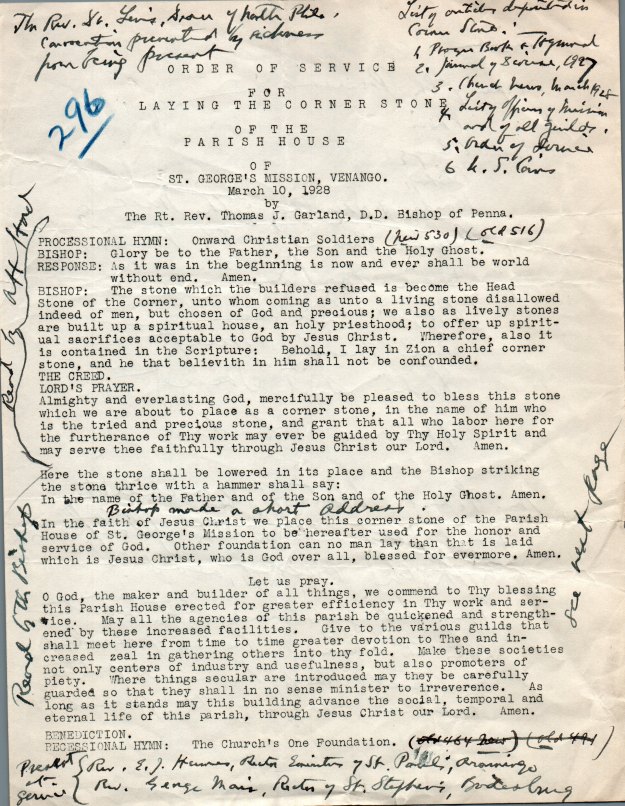 The Rev. St. Lewis, Dean of North Phila.
Convocation prevented by sickness
from being present
List of articles deposited in
Corner Stone.
1. Prayer Book & Hymnal
2. Journal of Diocese, 1927
3. Church News, March 1928
4. List of officers of Mission
and of all guilds.
5. Order of Service
6 U. S. Coins
296
ORDER OF SERVICE
FOR
LAYING THE CORNER STONE
OF THE
PARISH HOUSE
OF
ST. GEORGE'S MISSION, VENANGO.
March 10, 1928
by
The Rt. Rev. Thomas J. Garland, D.D. Bishop of Penna.
PROCESSIONAL HYMN: Onward Christian Soldiers (New 530) (old 516)
BISHOP: Glory be to the Father, the Son and the Holy Ghost.
RESPONSE: As it was in the beginning is now and ever shall be world
without end. Amen.
BISHOP: The stone which the builders refused is become the Head
Stone of the Corner, unto whom coming as unto a living stone disallowed
indeed of men, but chosen of God and precious; we also as lively stones
are built up a spiritual house, an holy priesthood; to offer up spirit-
ual sacrifices acceptable to God by Jesus Christ. Wherefore, also it
is contained in the Scripture: Behold, I lay in Zion a chief corner
stone, and he that believith in him shall not be confounded.
THE CREED.
LORD'S PRAYER.
Almighty and everlasting God, mercifully be pleased to bless this stone
which we are about to place as a corner stone, in the name of him who
is the tried and precious stone, and grant that all who labor here for
the furtherance of Thy work may ever be guided by Thy Holy Spirit and
may serve thee faithfully through Jesus Christ our Lord. Amen.
Read by
Here the stone shall be lowered in its place and the Bishop striking
the stone thrice with a hammer shall say:
In the name of the Father and of the Son and of the Holy Ghost. Amen.
Bishop made a short address.
In the faith of Jesus Christ we place this corner stone of the Parish
House of St. George's Mission to be hereafter used for the honor and
service of God. Other foundation can no man lay than that is laid
which is Jesus Christ, who is God over all, blessed for evermore. Amen.
Read by the Bishop
see next page
Let us pray.
O God, the maker and builder of all things, we commend to Thy blessing
this Parish House erected for greater efficiency in Thy work and ser-
vice. May all the agencies of this parish be quickened and strength-
ened by these increased facilities. Give to the various guilds that
shall meet here from time to time greater devotion to Thee and in-
creased zeal in gathering others into thy fold. Make these societies
not only centers of industry and usefulness, but also promoters of
piety. Where things secular are introduced may they be carefully
guarded so that they shall in no sense minister to irreverence. As
long as it stands may this building advance the social, temporal and
eternal life of this parish, through Jesus Christ our Lord. Amen.
BENEDICTION.
RECESSIONAL HYMN: The Church's One Foundation. (old 464 New) (old 491
Present
at
service
Rev. E. J. Rector Emeritus of St. Paul's, Aramingo
Rev. George Rector of St. Stephen's, Bridesburg